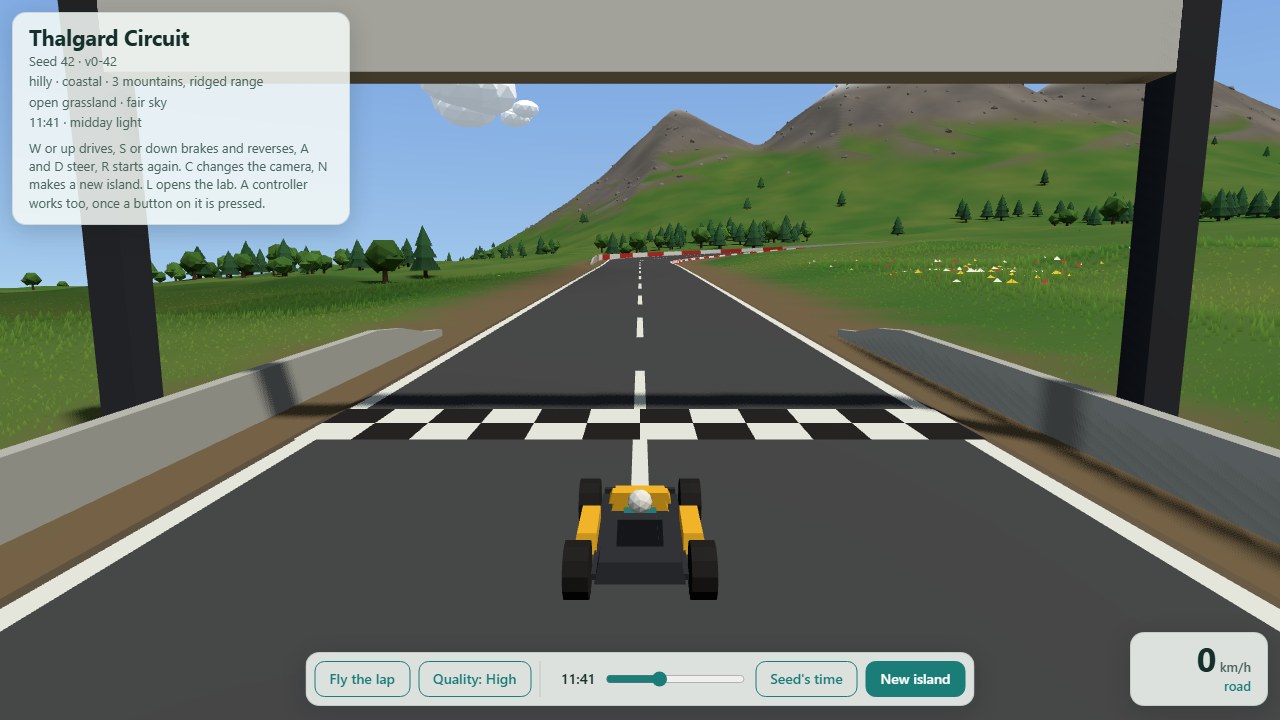 Thalgard Circuit
Seed 42 · v0-42
hilly · coastal · 3 mountains, ridged range
open grassland · fair sky
11:41 · midday light
W or up drives, S or down brakes and reverses, A
and D steer, R starts again. C changes the camera, N
makes a new island. L opens the lab. A controller
works too, once a button on it is pressed.
Fly the lap
Quality: High
11:41
Seed's time
New island
0 km/h
road